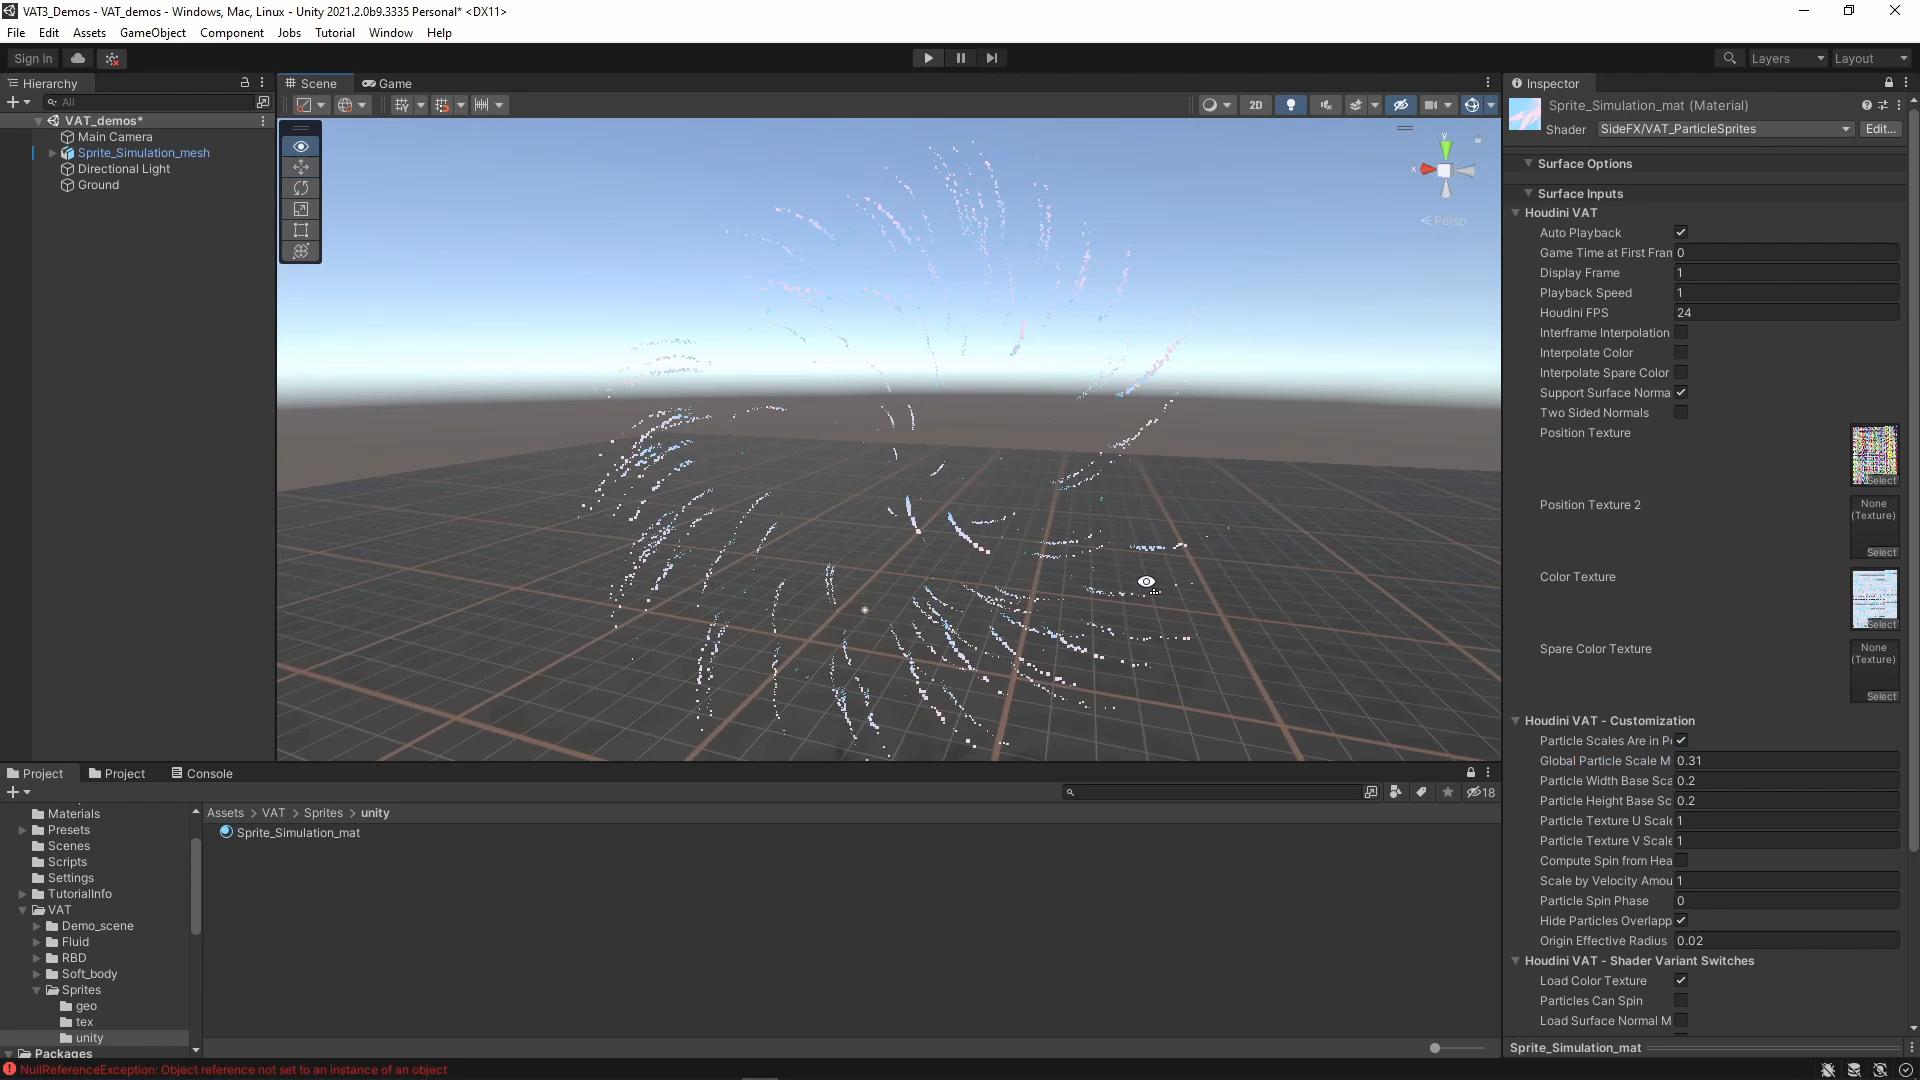 VAT3_Demos - VAT_demos - Windows, Mac, Linux - Unity 2021.2.0b9.3335 Personal* <DX11>
File Edit Assets GameObject Component Jobs Tutorial Window Help
Sign in
Layers
Layout
Hierarchy
All
VAT_demos*
Main Camera
Sprite_Simulation_mesh
Directional Light
Ground
Scene
Game
2D
y
x
Persp
Inspector
Sprite_Simulation_mat (Material)
Shader SideFX/VAT_ParticleSprites Edit...
Surface Options
Surface Inputs
Houdini VAT
Auto Playback
Game Time at First Fran 0
Display Frame 1
Playback Speed 1
Houdini FPS 24
Interframe Interpolation
Interpolate Color
Interpolate Spare Color
Support Surface Norma
Two Sided Normals
Position Texture
Select
Position Texture 2
None
(Texture)
Select
Color Texture
Select
Spare Color Texture
None
(Texture)
Select
Houdini VAT - Customization
Particle Scales Are in P
Global Particle Scale M 0.31
Particle Width Base Sca 0.2
Particle Height Base Sc 0.2
Particle Texture U Scale 1
Particle Texture V Scale 1
Compute Spin from Hea
Scale by Velocity Amou 1
Particle Spin Phase 0
Hide Particles Overlapp
Origin Effective Radius 0.02
Houdini VAT - Shader Variant Switches
Load Color Texture
Particles Can Spin
Load Surface Normal M
Sprite_Simulation_mat
Project
Project
Console
18
Materials
Presets
Scenes
Scripts
Settings
TutorialInfo
VAT
Demo_scene
Fluid
RBD
Soft_body
Sprites
geo
tex
unity
Packages
Assets > VAT > Sprites > unity
Sprite_Simulation_mat
NullReferenceException: Object reference not set to an instance of an object